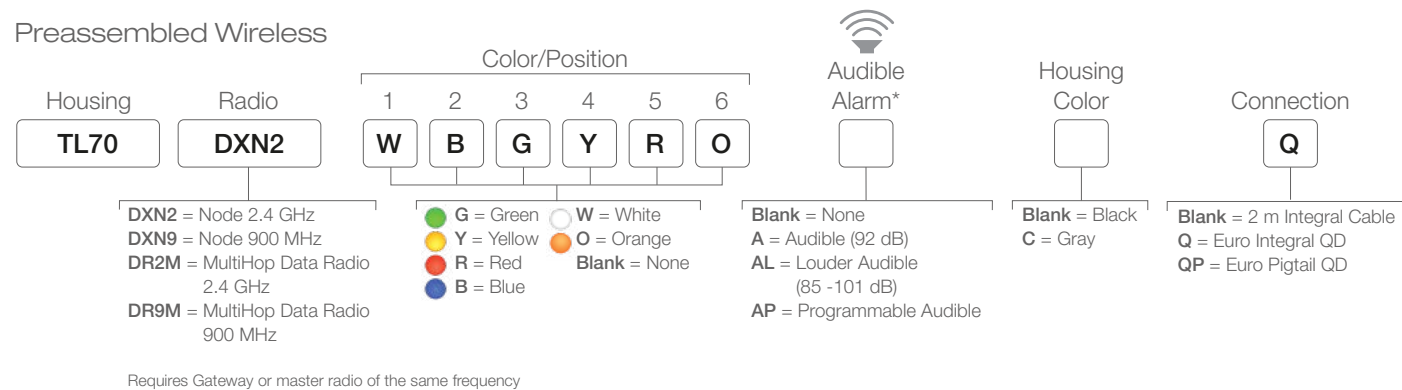 Preassembled Wireless
Color/Position
Audible
Alarm*
Housing
Color
Housing
Radio
1 2 3 4 5 6
Connection
TL70
DXN2
W B G Y R O
Q
DXN2 = Node 2.4 GHz
DXN9 = Node 900 MHz
DR2M = MultiHop Data Radio
2.4 GHz
DR9M = MultiHop Data Radio
900 MHz
G = Green
Y = Yellow
R = Red
B = Blue
W = White
O = Orange
Blank = None
Blank = None
A = Audible (92 dB)
AL = Louder Audible
(85 -101 dB)
AP = Programmable Audible
Blank = Black
C = Gray
Blank = 2 m Integral Cable
Q = Euro Integral QD
QP = Euro Pigtail QD
Requires Gateway or master radio of the same frequency